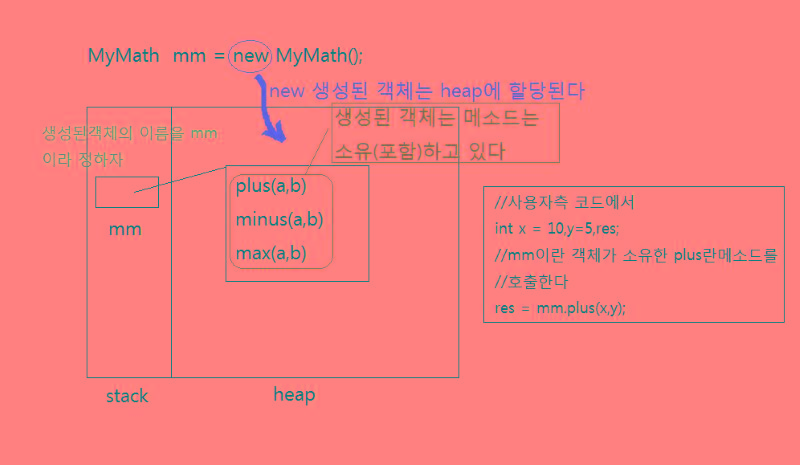 MyMath mm = new MyMath();
new 생성된 객체는 heap에 할당된다
생성된 객체는 메소드는
소유(포함)하고 있다
생성된객체의 이름을 mm
이라 정하자
mm
plus(a,b)
minus(a,b)
max(a,b)
//사용자측 코드에서
int x = 10,y=5,res;
//mm이란 객체가 소유한 plus란메소드를
//호출한다
res = mm.plus(x,y);
stack
heap